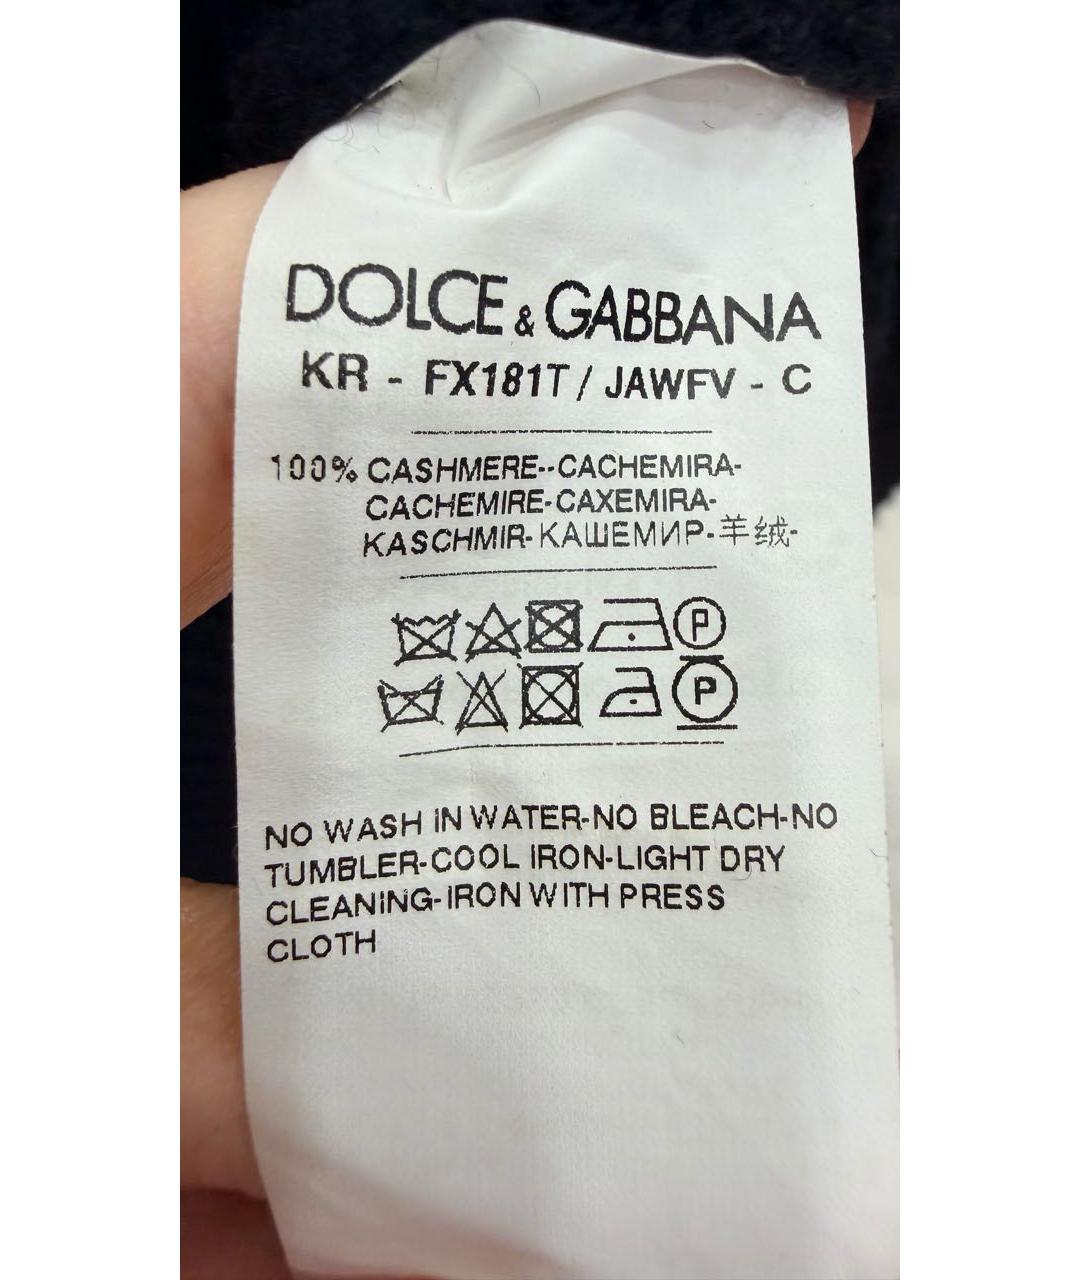 DOLCE & GABBANA
KR - FX181T / JAWFV - C
100% CASHMERE--CACHEMIRA-
CACHEMIRE-CAXEMIRA-
KASCHMIR-КАШЕМИР-羊绒-
P
P
NO WASH IN WATER-NO BLEACH-NO
TUMBLER-COOL IRON-LIGHT DRY
CLEANING-IRON WITH PRESS
CLOTH